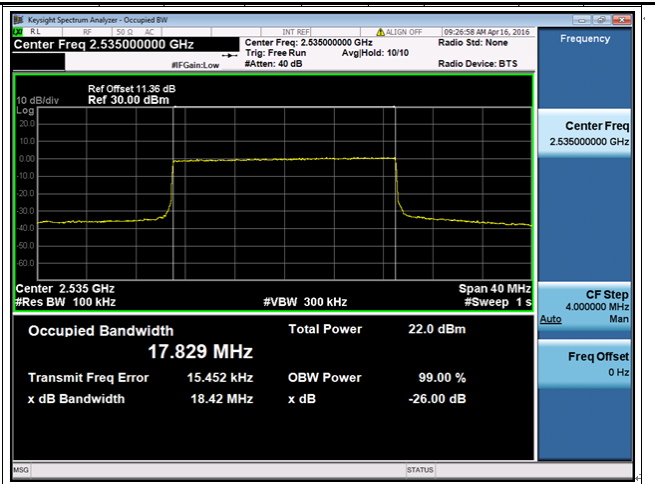 Keysight Spectrum Analyzer - Occupied BW
RL RF 50 Ω AC INT REF ALIGN OFF 09:26:58 AM Apr 16, 2016
Center Freq 2.535000000 GHz
Center Freq: 2.535000000 GHz Radio Std: None
Trig: Free Run Avg|Hold: 10/10
#IFGain:Low #Atten: 40 dB Radio Device: BTS
Ref Offset 11.36 dB
10 dB/div Ref 30.00 dBm
Log
20.0
10.0
0.00
-10.0
-20.0
-30.0
-40.0
-50.0
-60.0
Center 2.535 GHz Span 40 MHz
#Res BW 100 kHz #VBW 300 kHz #Sweep 1 s
Occupied Bandwidth Total Power 22.0 dBm
17.829 MHz
Transmit Freq Error 15.452 kHz OBW Power 99.00 %
x dB Bandwidth 18.42 MHz x dB -26.00 dB
MSG STATUS
Frequency
Center Freq
2.535000000 GHz
CF Step
4.000000 MHz
Auto Man
Freq Offset
0 Hz